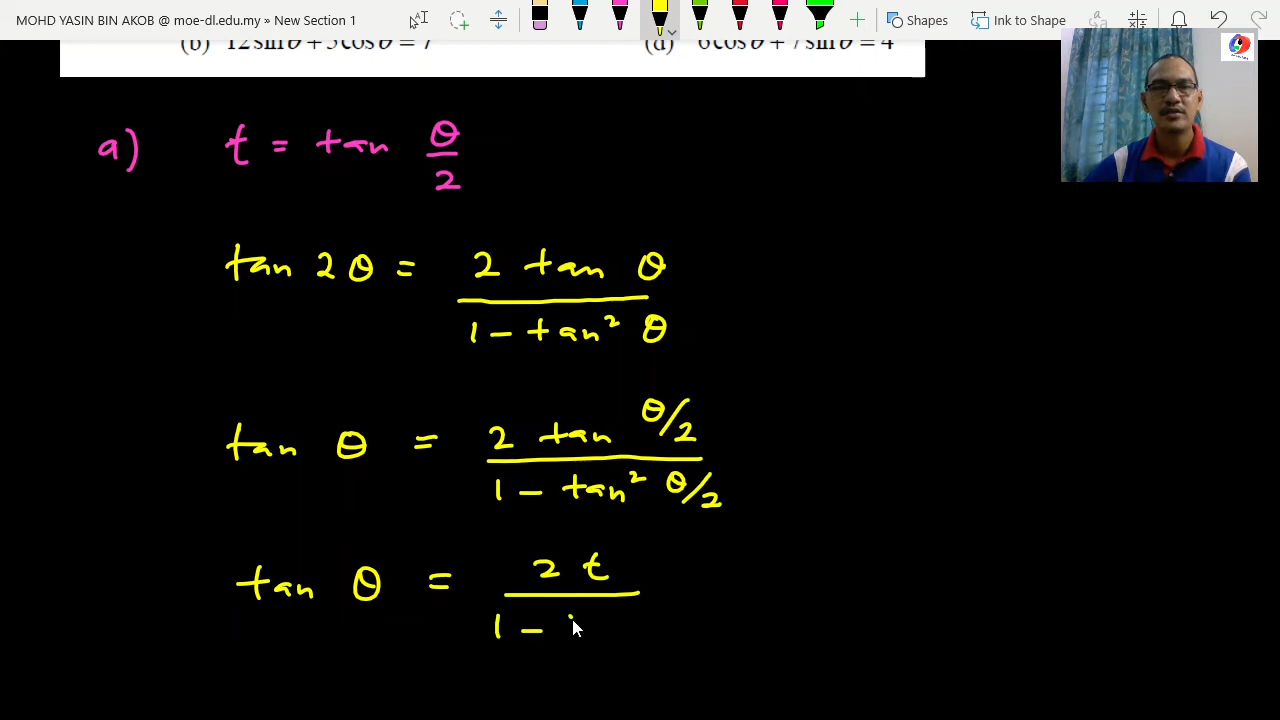 MOHD YASIN BIN AKOB @ moe-dl.edu.my » New Section 1
Shapes
Ink to Shape
(b) 12 sin θ + 5 cos θ = 7
(d) 6 cos θ + 7 sin θ = 4
a) t = tan θ/2
tan 2θ = 2 tan θ
1 - tan² θ
tan θ = 2 tan θ/2
1 - tan² θ/2
tan θ = 2 t
1 -